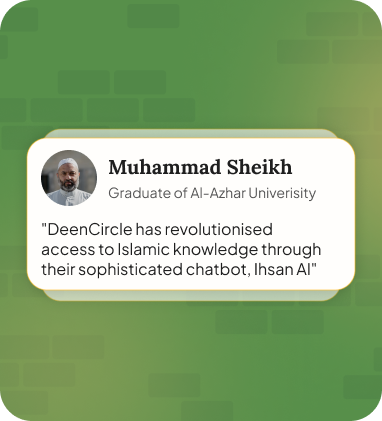 Muhammad Sheikh
Graduate of Al-Azhar Univerisity
"DeenCircle has revolutionised
access to Islamic knowledge through
their sophisticated chatbot, Ihsan AI"